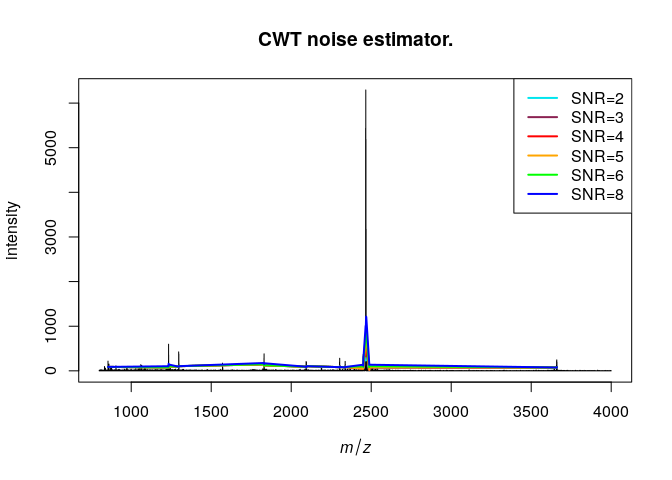 CWT noise estimator.
SNR=2
SNR=3
SNR=4
SNR=5
SNR=6
SNR=8
Intensity
5000
3000
1000
0
1000 1500 2000 2500 3000 3500 4000
m/z